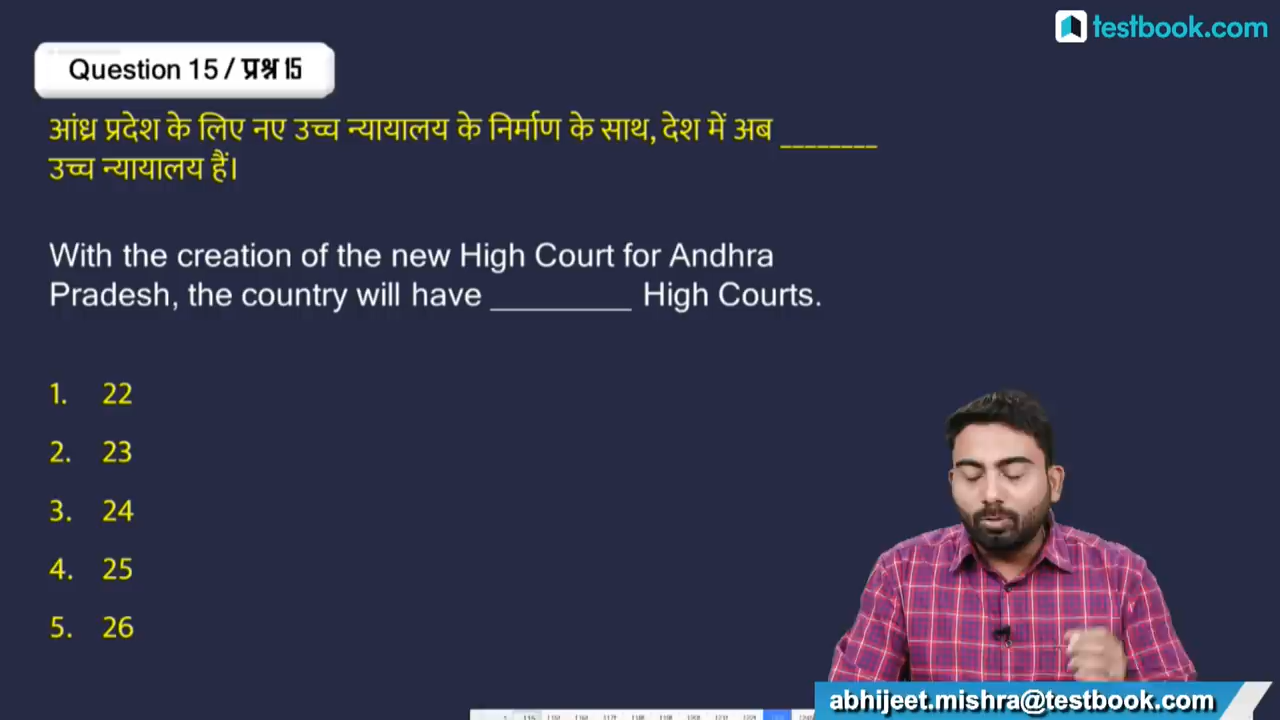 testbook.com
Question 15 / प्रश्न 15
आंध्र प्रदेश के लिए नए उच्च न्यायालय के निर्माण के साथ, देश में अब ________
उच्च न्यायालय हैं।
With the creation of the new High Court for Andhra
Pradesh, the country will have ________ High Courts.
1. 22
2. 23
3. 24
4. 25
5. 26
abhijeet.mishra@testbook.com